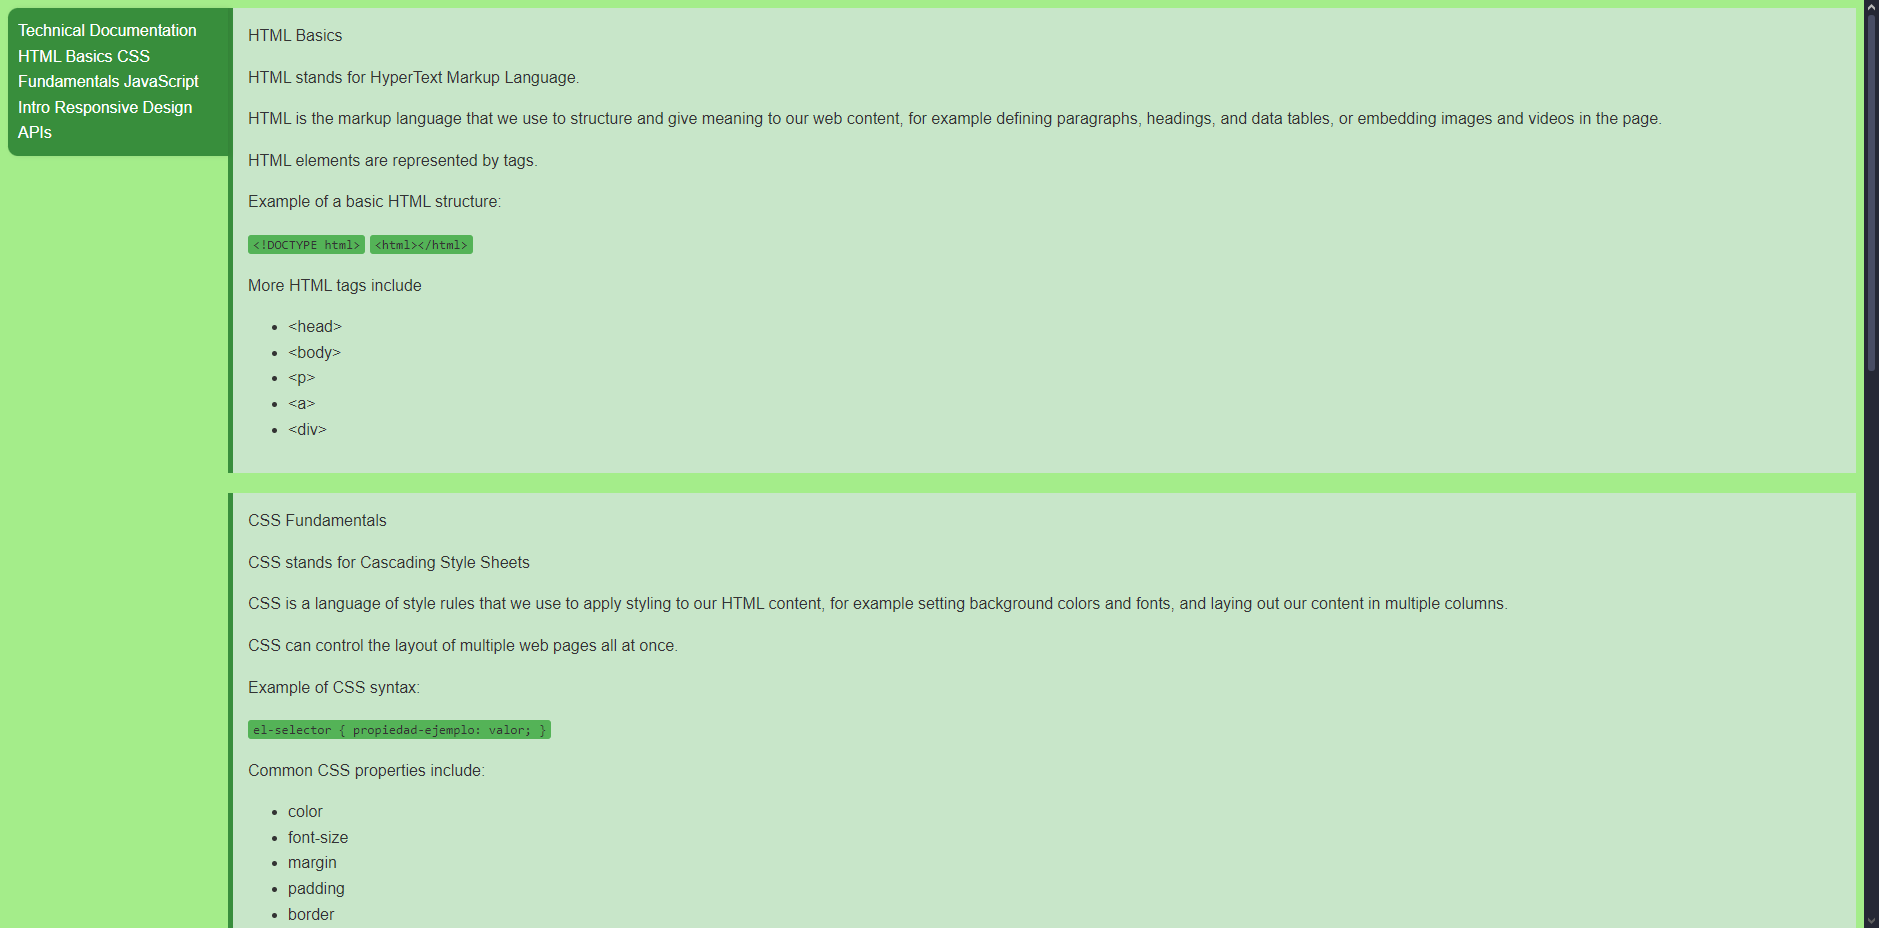 Technical Documentation
HTML Basics CSS
Fundamentals JavaScript
Intro Responsive Design
APIs
HTML Basics
HTML stands for HyperText Markup Language.
HTML is the markup language that we use to structure and give meaning to our web content, for example defining paragraphs, headings, and data tables, or embedding images and videos in the page.
HTML elements are represented by tags.
Example of a basic HTML structure:
<!DOCTYPE html> <html></html>
More HTML tags include
<head>
<body>
<p>
<a>
<div>
CSS Fundamentals
CSS stands for Cascading Style Sheets
CSS is a language of style rules that we use to apply styling to our HTML content, for example setting background colors and fonts, and laying out our content in multiple columns.
CSS can control the layout of multiple web pages all at once.
Example of CSS syntax:
el-selector { propiedad-ejemplo: valor; }
Common CSS properties include:
color
font-size
margin
padding
border